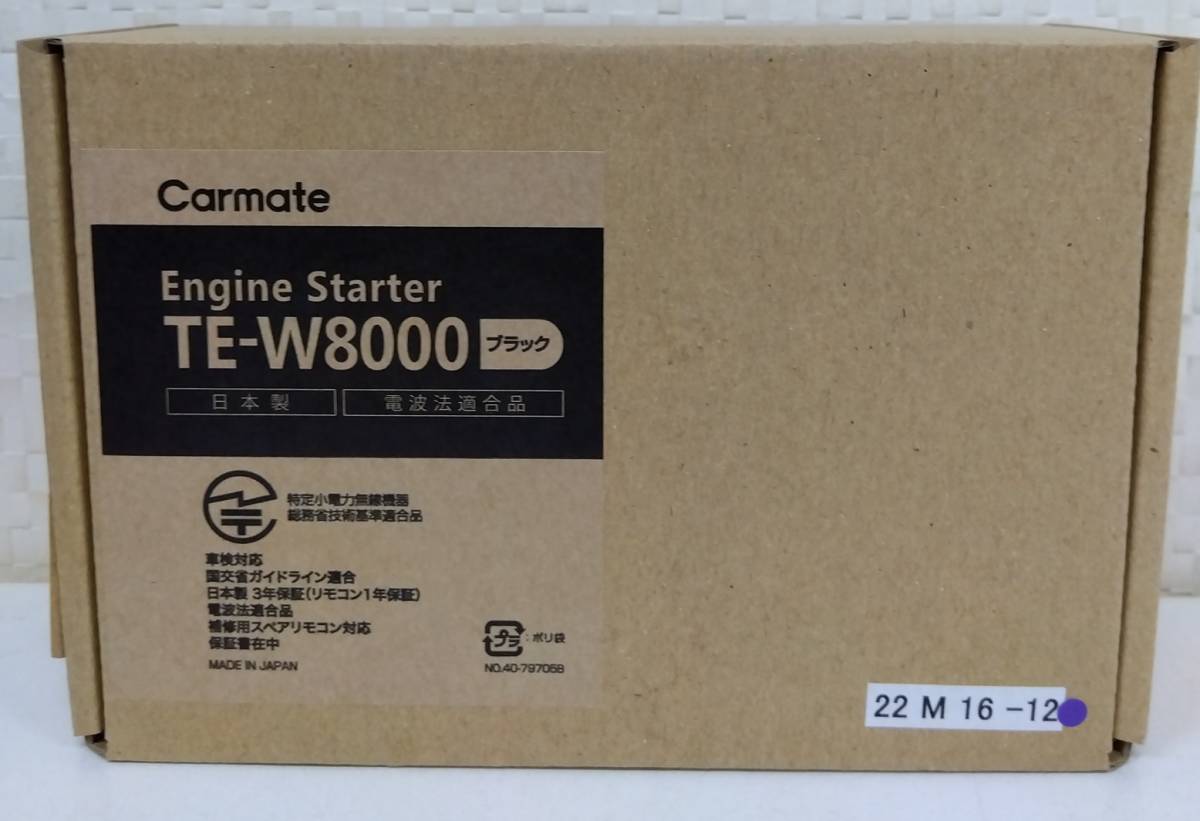 Carmate
Engine Starter
TE-W8000 ブラック
日本製 電波法適合品
特定小電力無線機器
総務省技術基準適合品
車検対応
国交省ガイドライン適合
日本製 3年保証(リモコン1年保証)
電波法適合品
補修用スペアリモコン対応
保証書在中
MADE IN JAPAN
プラ:ポリ袋
NO.40-79705B
22 M 16 -12